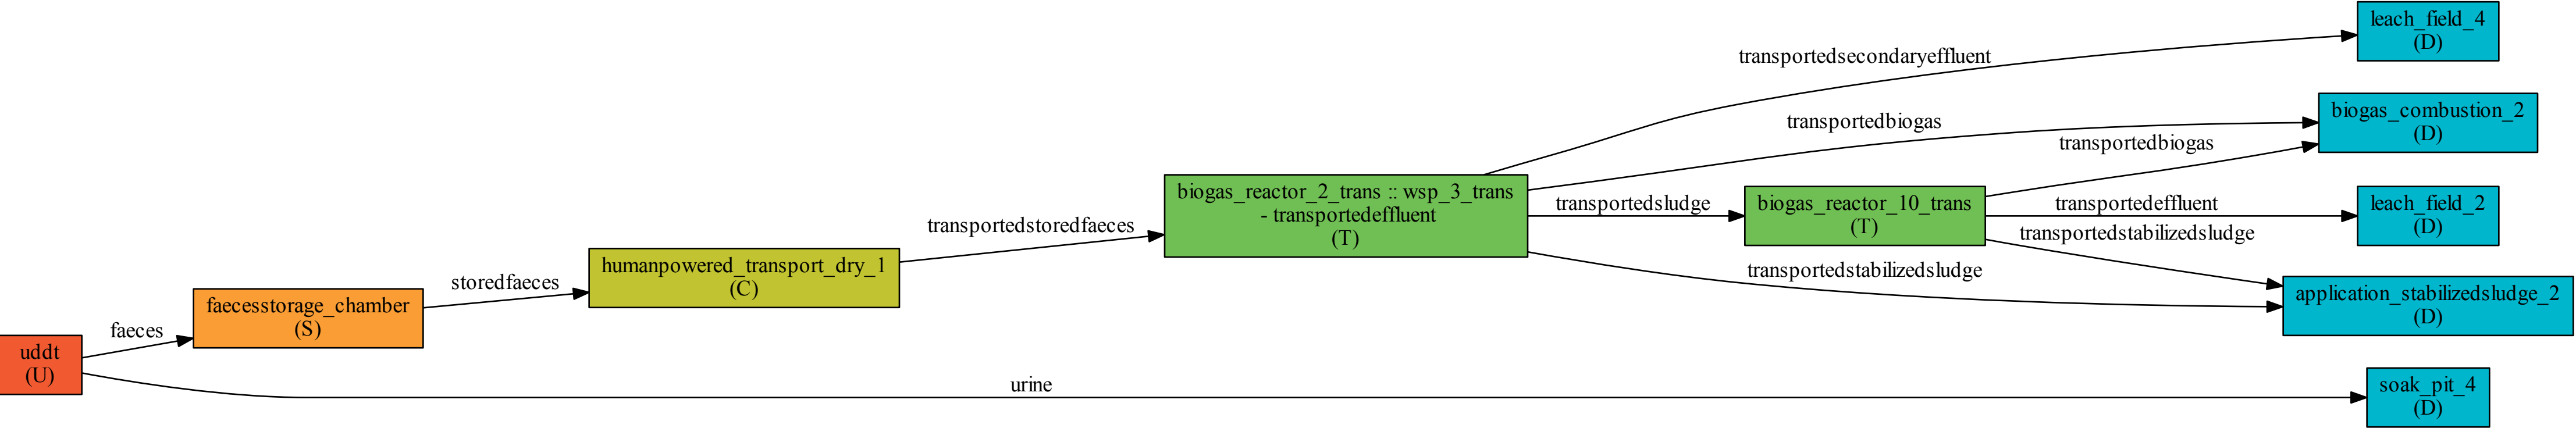 uddt
(U)
faeces
faecesstorage_chamber
(S)
storedfaeces
humanpowered_transport_dry_1
(C)
transportedstoredfaeces
biogas_reactor_2_trans :: wsp_3_trans
- transportedeffluent
(T)
transportedsecondaryeffluent
transportedbiogas
transportedsludge
transportedstabilizedsludge
biogas_reactor_10_trans
(T)
transportedbiogas
transportedeffluent
transportedstabilizedsludge
urine
leach_field_4
(D)
biogas_combustion_2
(D)
leach_field_2
(D)
application_stabilizedsludge_2
(D)
soak_pit_4
(D)